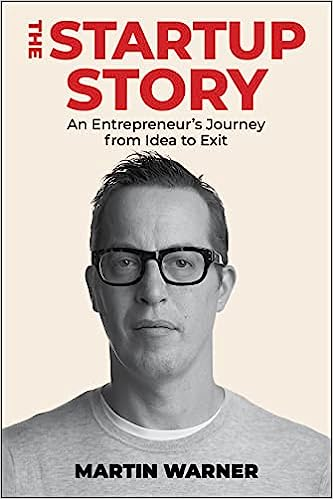 THE
STARTUP
STORY
An Entrepreneur's Journey
from Idea to Exit
MARTIN WARNER